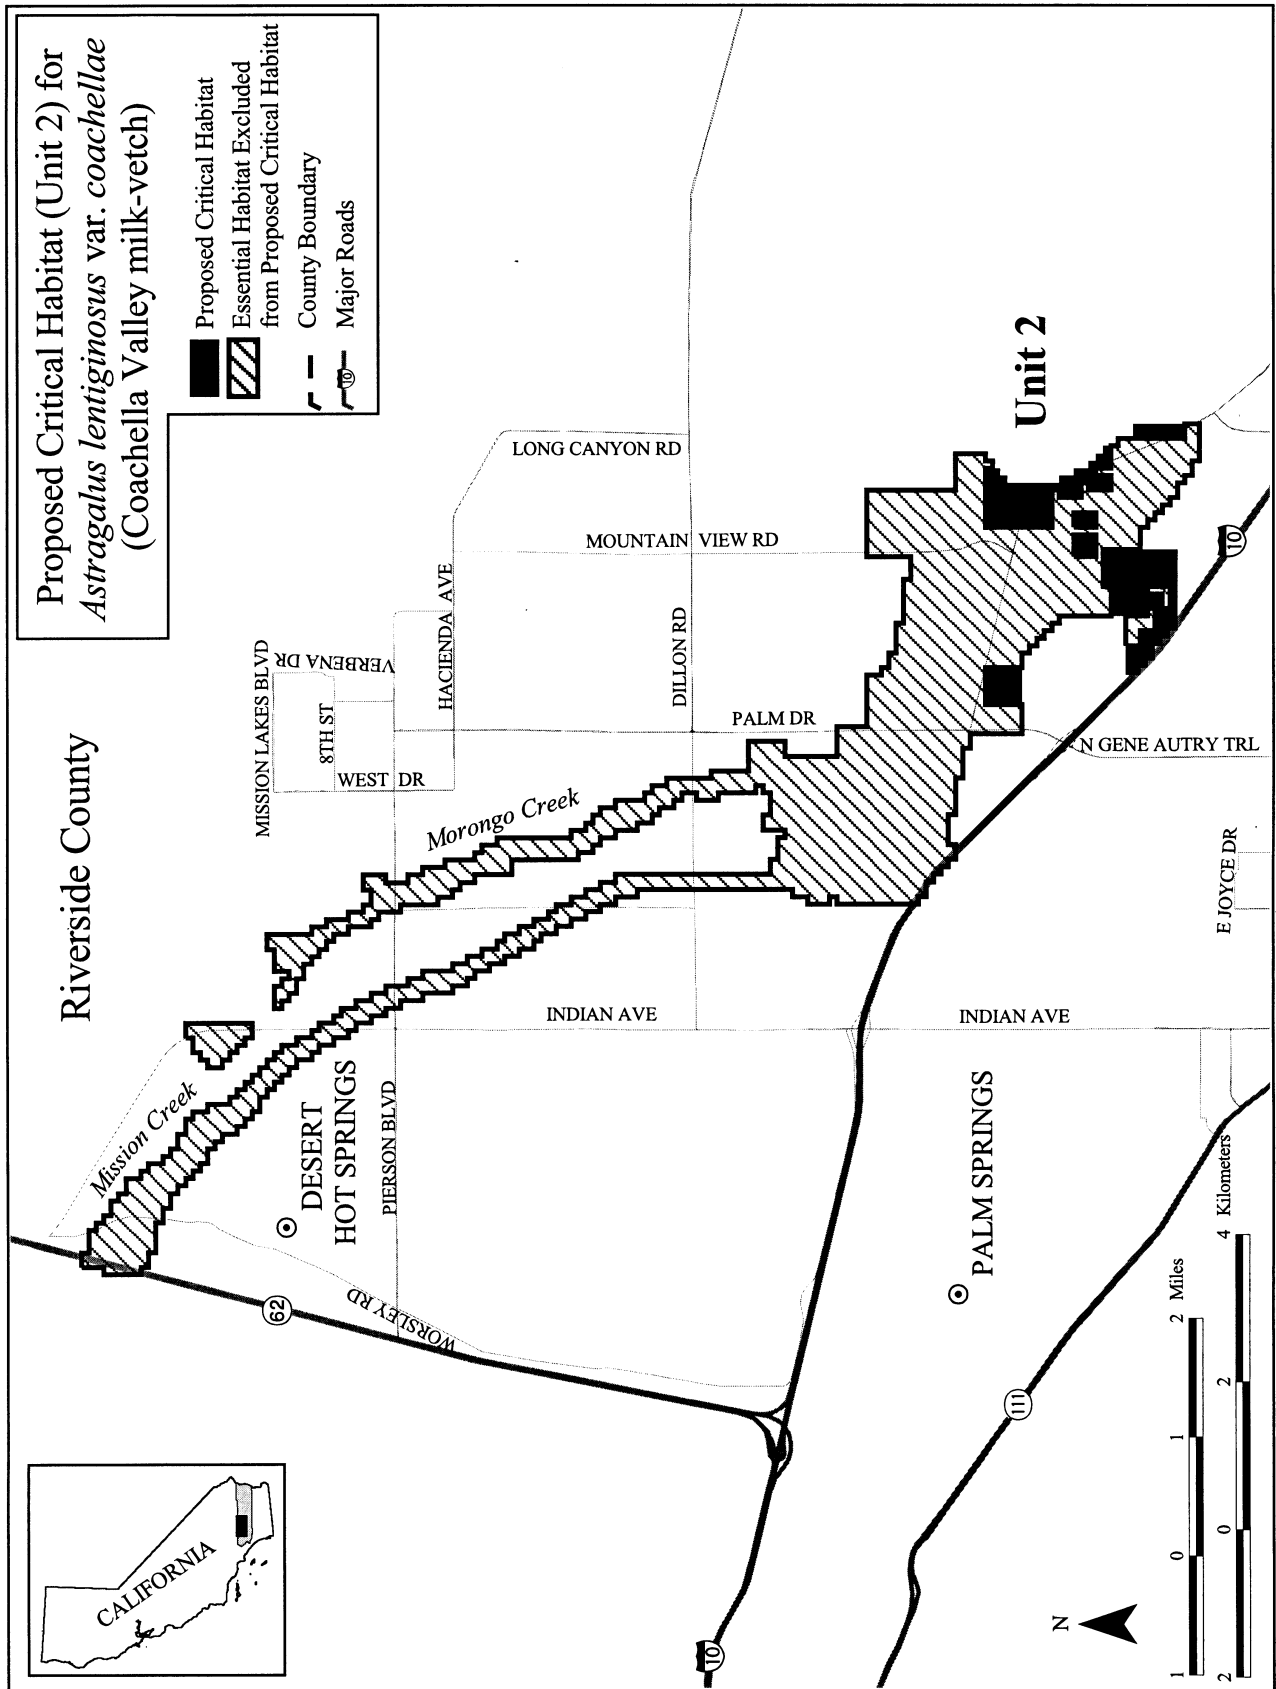 Proposed Critical Habitat (Unit 2) for
Astragalus lentiginosus var. coachellae
(Coachella Valley milk-vetch)
Proposed Critical Habitat
Essential Habitat Excluded
from Proposed Critical Habitat
County Boundary
10
Major Roads
CALIFORNIA
Riverside County
Mission Creek
Morongo Creek
MISSION LAKES BLVD
VERBENA DR
8TH ST
WEST DR
HACIENDA AVE
LONG CANYON RD
MOUNTAIN VIEW RD
DILLON RD
PALM DR
62
DESERT
HOT SPRINGS
PIERSON BLVD
WORSLEY RD
INDIAN AVE
INDIAN AVE
Unit 2
N GENE AUTRY TRL
10
10
PALM SPRINGS
E JOYCE DR
111
N
1 0 1 2 Miles
2 0 2 4 Kilometers